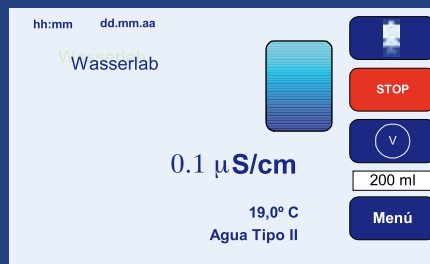 hh:mm dd.mm.aa
Wasserlab
Wasserlab
STOP
V
0.1 µS/cm
200 ml
19,0º C
Menú
Agua Tipo II